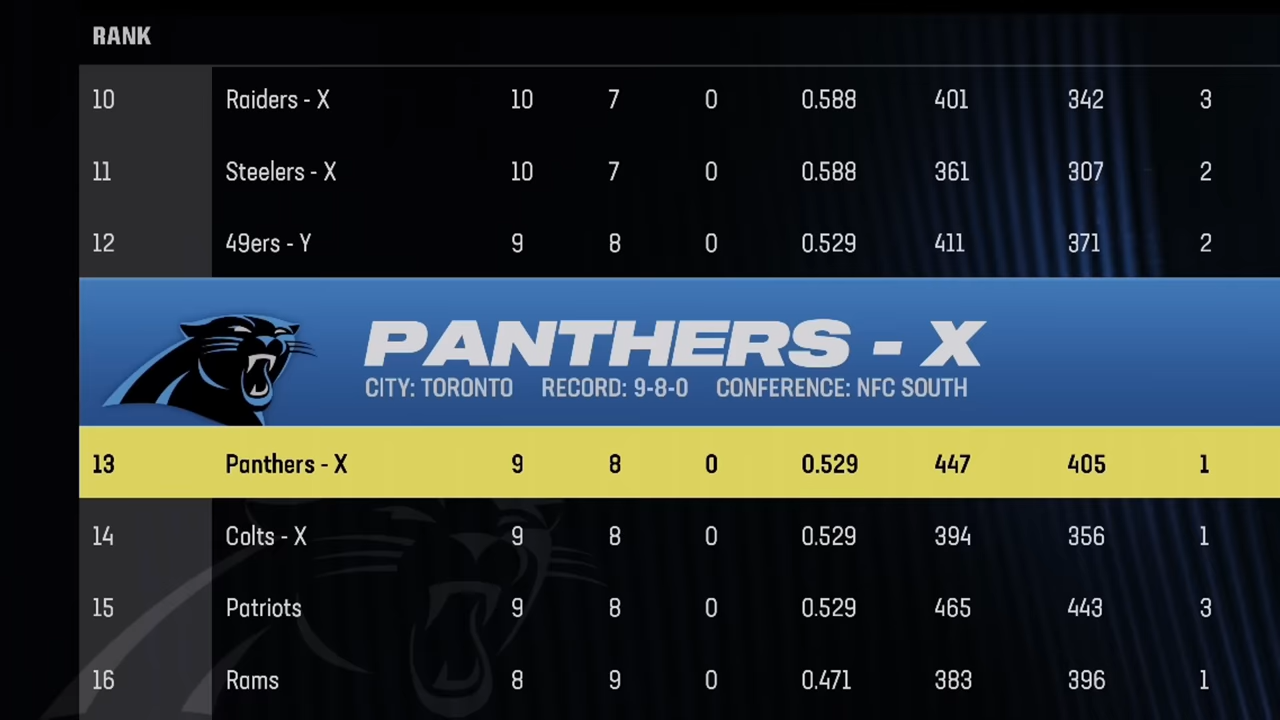 RANK
10 Raiders - X 10 7 0 0.588 401 342 3
11 Steelers - X 10 7 0 0.588 361 307 2
12 49ers - Y 9 8 0 0.529 411 371 2
PANTHERS - X
CITY: TORONTO RECORD: 9-8-0 CONFERENCE: NFC SOUTH
13 Panthers - X 9 8 0 0.529 447 405 1
14 Colts - X 9 8 0 0.529 394 356 1
15 Patriots 9 8 0 0.529 465 443 3
16 Rams 8 9 0 0.471 383 396 1